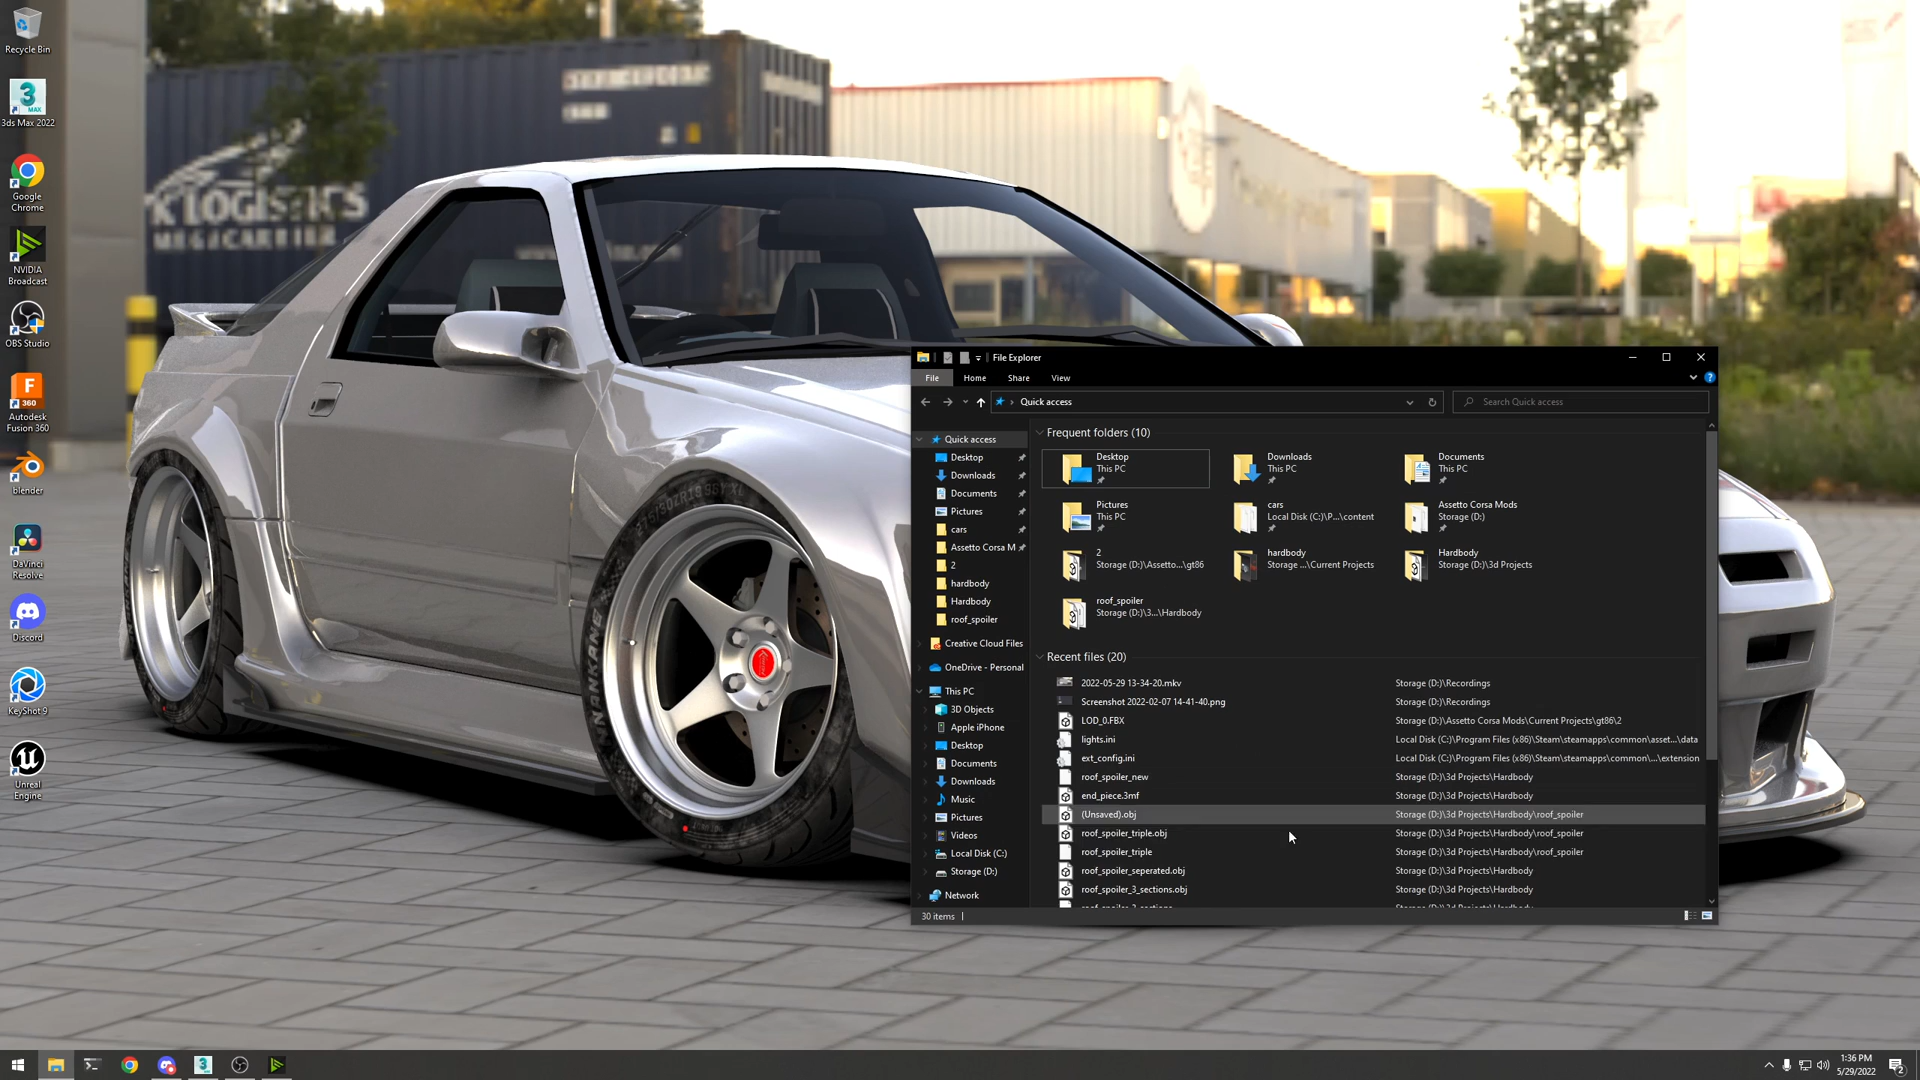 Recycle Bin
3ds Max 2022
Google
Chrome
NVIDIA
Broadcast
OBS Studio
Autodesk
Fusion 360
blender
DaVinci
Resolve
Discord
KeyShot 9
Unreal
Engine
K LOGISTICS
MEGACARRIER
NANKANG
File Explorer
File Home Share View
Quick access
Search Quick access
Quick access
Desktop
Downloads
Documents
Pictures
cars
Assetto Corsa M
2
hardbody
Hardbody
roof_spoiler
Creative Cloud Files
OneDrive - Personal
This PC
3D Objects
Apple iPhone
Desktop
Documents
Downloads
Music
Pictures
Videos
Local Disk (C:)
Storage (D:)
Network
Frequent folders (10)
Desktop
This PC
Downloads
This PC
Documents
This PC
Pictures
This PC
cars
Local Disk (C:)\P...\content
Assetto Corsa Mods
Storage (D:)
2
Storage (D:)\Assetto...\gt86
hardbody
Storage ...\Current Projects
Hardbody
Storage (D:)\3d Projects
roof_spoiler
Storage (D:)\3...\Hardbody
Recent files (20)
2022-05-29 13-34-20.mkv Storage (D:)\Recordings
Screenshot 2022-02-07 14-41-40.png Storage (D:)\Recordings
LOD_0.FBX Storage (D:)\Assetto Corsa Mods\Current Projects\gt86\2
lights.ini Local Disk (C:)\Program Files (x86)\Steam\steamapps\common\asset...\data
ext_config.ini Local Disk (C:)\Program Files (x86)\Steam\steamapps\common\...\extension
roof_spoiler_new Storage (D:)\3d Projects\Hardbody
end_piece.3mf Storage (D:)\3d Projects\Hardbody
(Unsaved).obj Storage (D:)\3d Projects\Hardbody\roof_spoiler
roof_spoiler_triple.obj Storage (D:)\3d Projects\Hardbody\roof_spoiler
roof_spoiler_triple Storage (D:)\3d Projects\Hardbody\roof_spoiler
roof_spoiler_seperated.obj Storage (D:)\3d Projects\Hardbody
roof_spoiler_3_sections.obj Storage (D:)\3d Projects\Hardbody
30 items
1:36 PM
5/29/2022